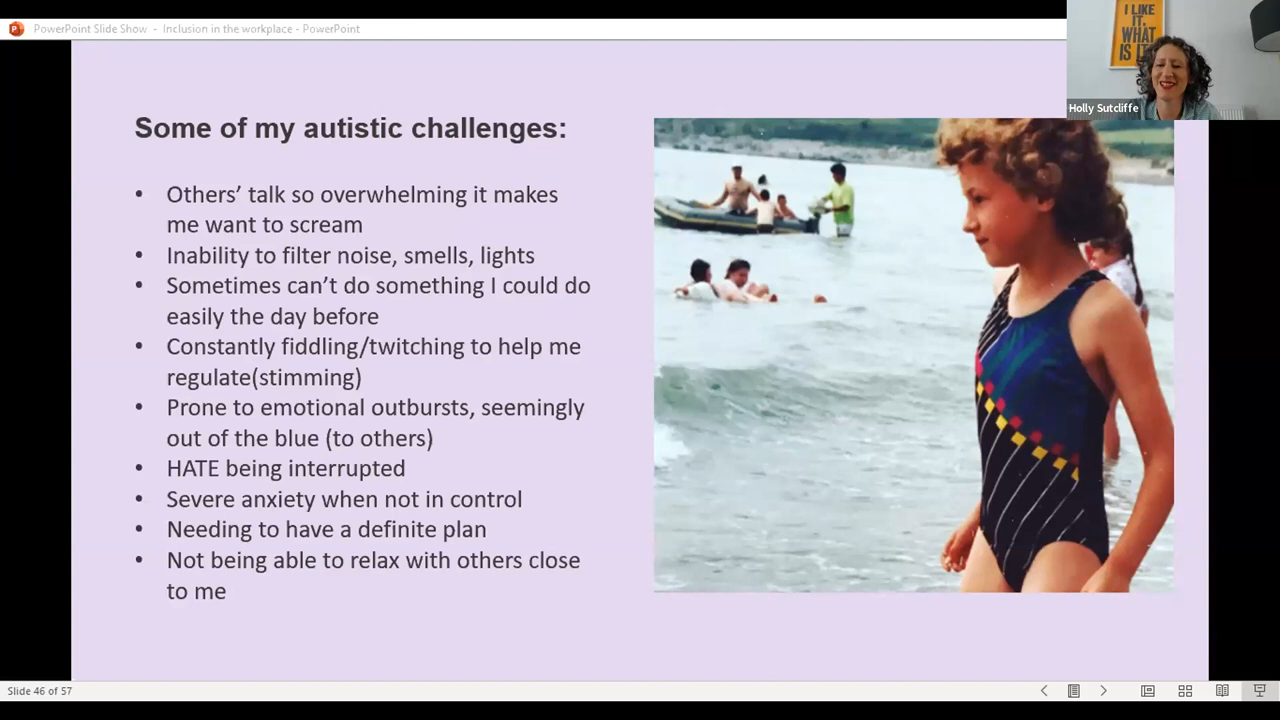 PowerPoint Slide Show - Inclusion in the workplace - PowerPoint
I LIKE
IT.
WHAT
IS IT?
Holly Sutcliffe
Some of my autistic challenges:
• Others’ talk so overwhelming it makes
me want to scream
• Inability to filter noise, smells, lights
• Sometimes can’t do something I could do
easily the day before
• Constantly fiddling/twitching to help me
regulate(stimming)
• Prone to emotional outbursts, seemingly
out of the blue (to others)
• HATE being interrupted
• Severe anxiety when not in control
• Needing to have a definite plan
• Not being able to relax with others close
to me
Slide 46 of 57